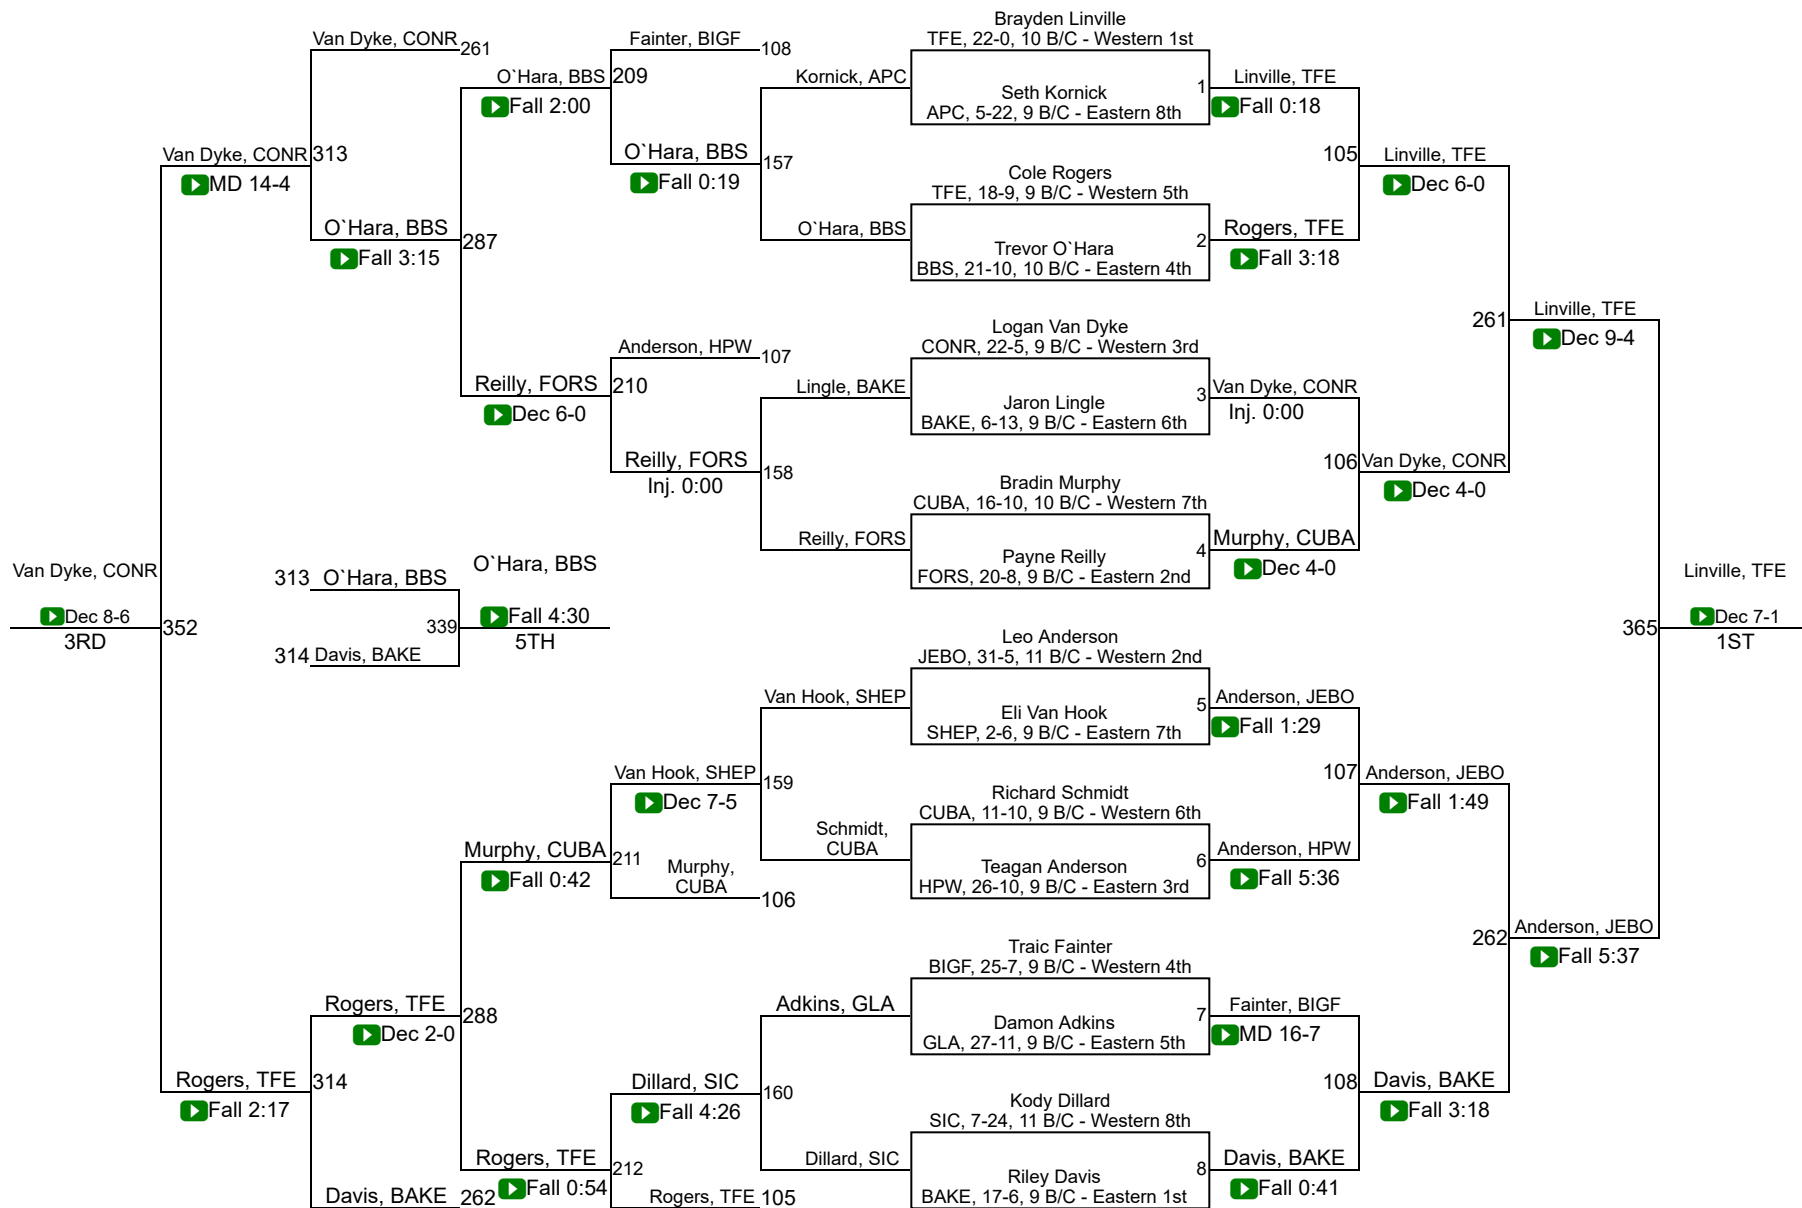 Brayden Linville
TFE, 22-0, 10 B/C - Western 1st
Van Dyke, CONR
261
Fainter, BIGF
108
O`Hara, BBS
209
Kornick, APC
Seth Kornick
1
Linville, TFE
Fall 2:00
APC, 5-22, 9 B/C - Eastern 8th
Fall 0:18
Van Dyke, CONR
313
O`Hara, BBS
157
105
Linville, TFE
MD 14-4
Fall 0:19
Cole Rogers
Dec 6-0
TFE, 18-9, 9 B/C - Western 5th
O`Hara, BBS
287
O`Hara, BBS
Trevor O`Hara
2
Rogers, TFE
Fall 3:15
BBS, 21-10, 10 B/C - Eastern 4th
Fall 3:18
Logan Van Dyke
261
Linville, TFE
Anderson, HPW
107
CONR, 22-5, 9 B/C - Western 3rd
Dec 9-4
Reilly, FORS
210
Lingle, BAKE
Jaron Lingle
3
Van Dyke, CONR
Dec 6-0
BAKE, 6-13, 9 B/C - Eastern 6th
Inj. 0:00
Reilly, FORS
158
106
Van Dyke, CONR
Inj. 0:00
Bradin Murphy
Dec 4-0
CUBA, 16-10, 10 B/C - Western 7th
Reilly, FORS
Payne Reilly
4
Murphy, CUBA
FORS, 20-8, 9 B/C - Eastern 2nd
Dec 4-0
Van Dyke, CONR
313
O`Hara, BBS
O`Hara, BBS
Linville, TFE
Dec 8-6
352
339
Fall 4:30
365
Dec 7-1
3RD
5TH
1ST
314
Davis, BAKE
Leo Anderson
JEBO, 31-5, 11 B/C - Western 2nd
Van Hook, SHEP
Eli Van Hook
5
Anderson, JEBO
SHEP, 2-6, 9 B/C - Eastern 7th
Fall 1:29
Van Hook, SHEP
159
107
Anderson, JEBO
Dec 7-5
Richard Schmidt
Fall 1:49
CUBA, 11-10, 9 B/C - Western 6th
Schmidt,
CUBA
Murphy, CUBA
211
Teagan Anderson
6
Anderson, HPW
Fall 0:42
Murphy,
CUBA
HPW, 26-10, 9 B/C - Eastern 3rd
Fall 5:36
106
262
Anderson, JEBO
Traic Fainter
Fall 5:37
BIGF, 25-7, 9 B/C - Western 4th
Rogers, TFE
288
Adkins, GLA
Damon Adkins
7
Fainter, BIGF
Dec 2-0
GLA, 27-11, 9 B/C - Eastern 5th
MD 16-7
Rogers, TFE
314
Dillard, SIC
160
108
Davis, BAKE
Fall 2:17
Fall 4:26
Kody Dillard
Fall 3:18
SIC, 7-24, 11 B/C - Western 8th
Rogers, TFE
212
Dillard, SIC
Riley Davis
8
Davis, BAKE
Fall 0:54
BAKE, 17-6, 9 B/C - Eastern 1st
Fall 0:41
Davis, BAKE
262
Rogers, TFE
105